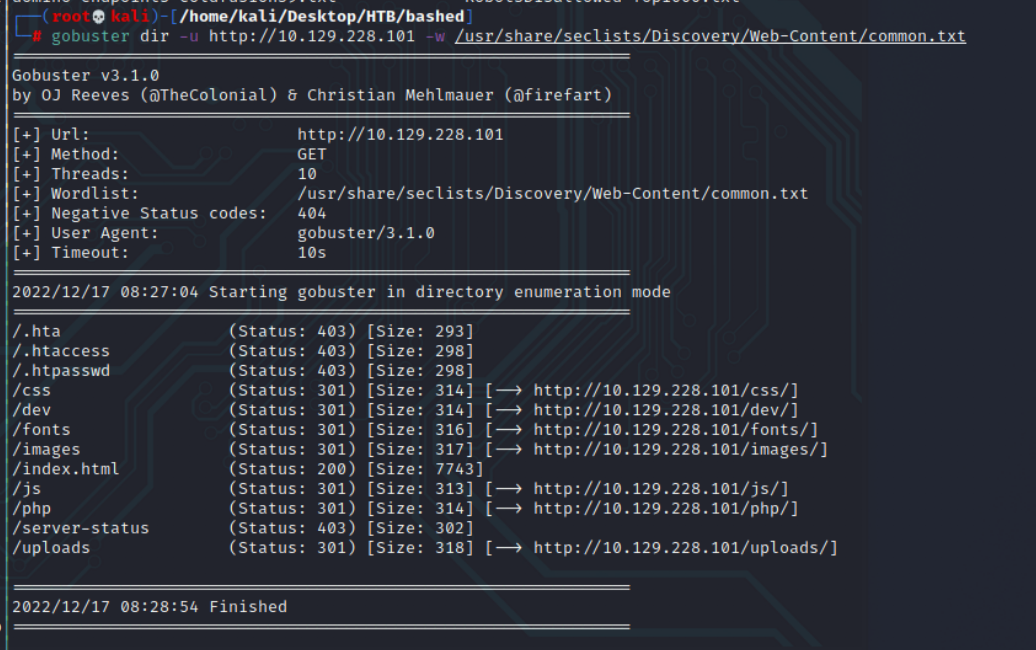 ┌──(root💀kali)-[/home/kali/Desktop/HTB/bashed]
└─# gobuster dir -u http://10.129.228.101 -w /usr/share/seclists/Discovery/Web-Content/common.txt
===============================================================
Gobuster v3.1.0
by OJ Reeves (@TheColonial) & Christian Mehlmauer (@firefart)
===============================================================
[+] Url:                     http://10.129.228.101
[+] Method:                  GET
[+] Threads:                 10
[+] Wordlist:                /usr/share/seclists/Discovery/Web-Content/common.txt
[+] Negative Status codes:   404
[+] User Agent:              gobuster/3.1.0
[+] Timeout:                 10s
===============================================================
2022/12/17 08:27:04 Starting gobuster in directory enumeration mode
===============================================================
/.hta                 (Status: 403) [Size: 293]
/.htaccess            (Status: 403) [Size: 298]
/.htpasswd            (Status: 403) [Size: 298]
/css                  (Status: 301) [Size: 314] [--> http://10.129.228.101/css/]
/dev                  (Status: 301) [Size: 314] [--> http://10.129.228.101/dev/]
/fonts                (Status: 301) [Size: 316] [--> http://10.129.228.101/fonts/]
/images               (Status: 301) [Size: 317] [--> http://10.129.228.101/images/]
/index.html           (Status: 200) [Size: 7743]
/js                   (Status: 301) [Size: 313] [--> http://10.129.228.101/js/]
/php                  (Status: 301) [Size: 314] [--> http://10.129.228.101/php/]
/server-status        (Status: 403) [Size: 302]
/uploads              (Status: 301) [Size: 318] [--> http://10.129.228.101/uploads/]
===============================================================
2022/12/17 08:28:54 Finished
===============================================================